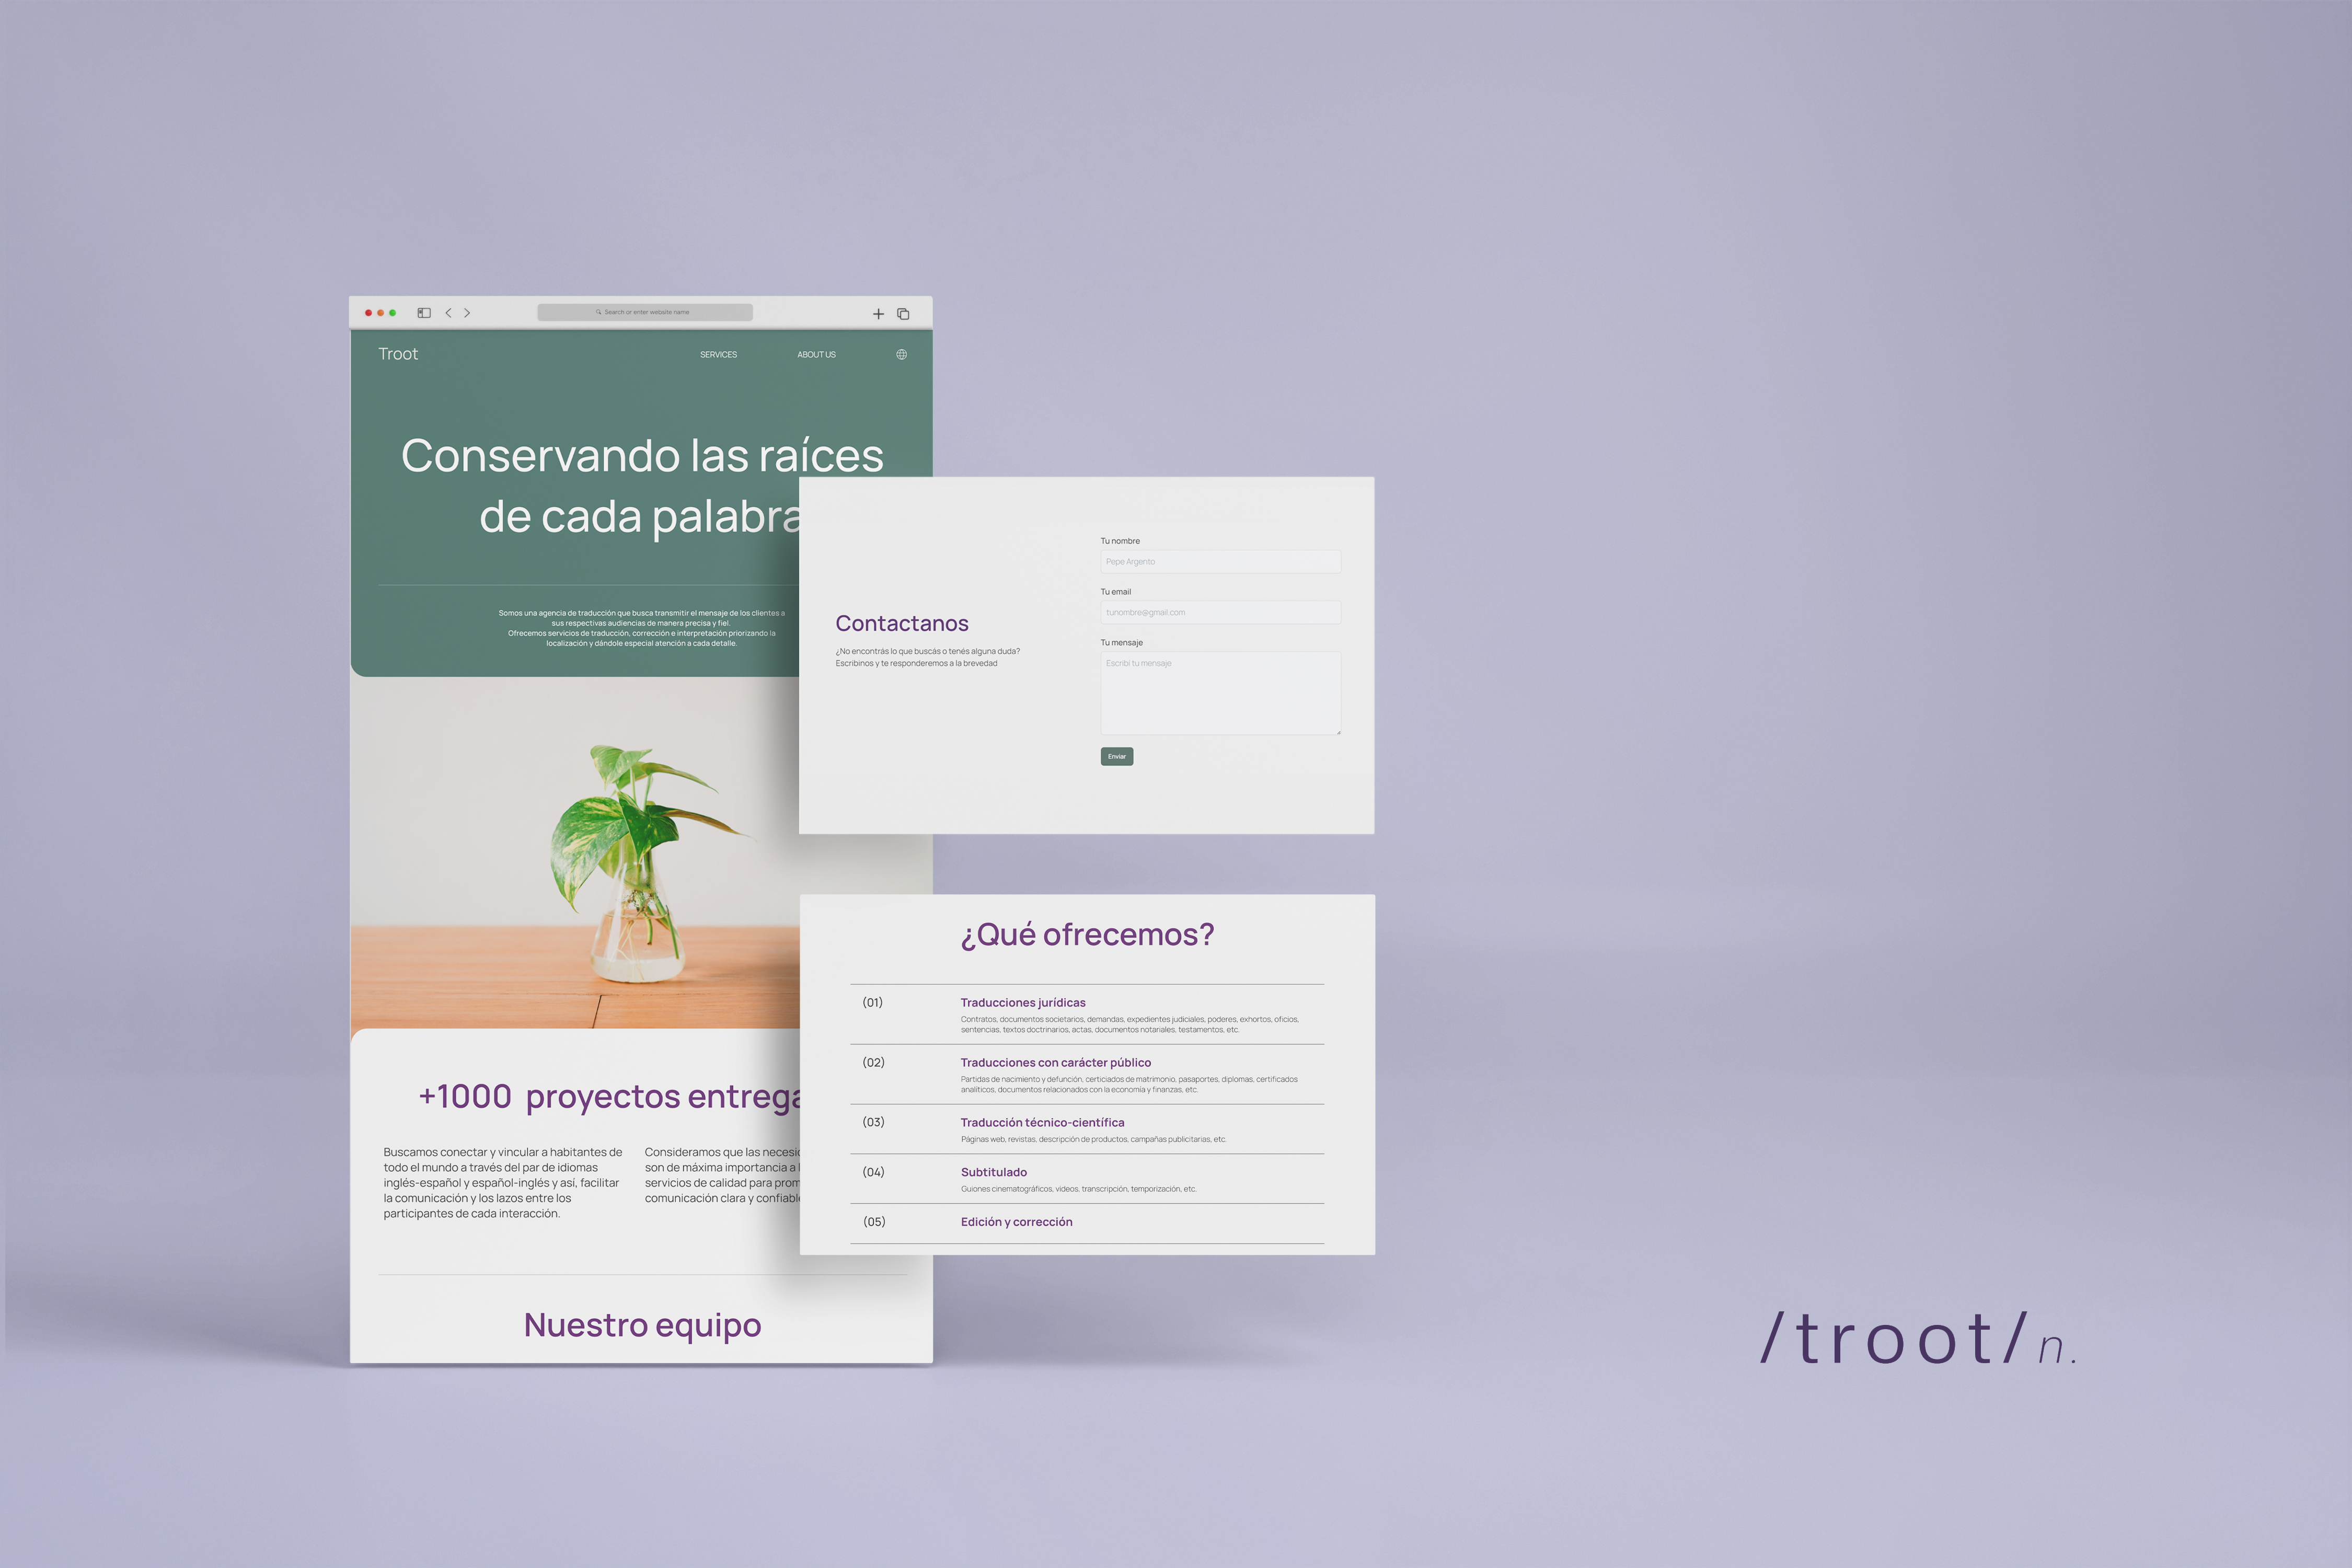 Search or enter website name
Troot
SERVICES
ABOUT US
Conservando las raíces
de cada palabra
Somos una agencia de traducción que busca transmitir el mensaje de los clientes a
sus respectivas audiencias de manera precisa y fiel.
Ofrecemos servicios de traducción, corrección e interpretación priorizando la
localización y dándole especial atención a cada detalle.
+1000 proyectos entrega
Buscamos conectar y vincular a habitantes de
todo el mundo a través del par de idiomas
inglés-español y español-inglés y así, facilitar
la comunicación y los lazos entre los
participantes de cada interacción.
Consideramos que las
son de máxima importancia a
servicios de calidad para
comunicación clara y
Nuestro equipo
Contactanos
¿No encontrás lo que buscás o tenés alguna duda?
Escribinos y te responderemos a la brevedad
Tu nombre
Pepe Argento
Tu email
tunombre@gmail.com
Tu mensaje
Escribí tu mensaje
Enviar
¿Qué ofrecemos?
(01)
Traducciones jurídicas
Contratos, documentos societarios, demandas, expedientes judiciales, poderes, exhortos, oficios,
sentencias, textos doctrinarios, actas, documentos notariales, testamentos, etc.
(02)
Traducciones con carácter público
Partidas de nacimiento y defunción, certiciados de matrimonio, pasaportes, diplomas, certificados
analíticos, documentos relacionados con la economía y finanzas, etc.
(03)
Traducción técnico-científica
Páginas web, revistas, descripción de productos, campañas publicitarias, etc.
(04)
Subtitulado
Guiones cinematográficos, videos, transcripción, temporización, etc.
(05)
Edición y corrección
/troot/n.